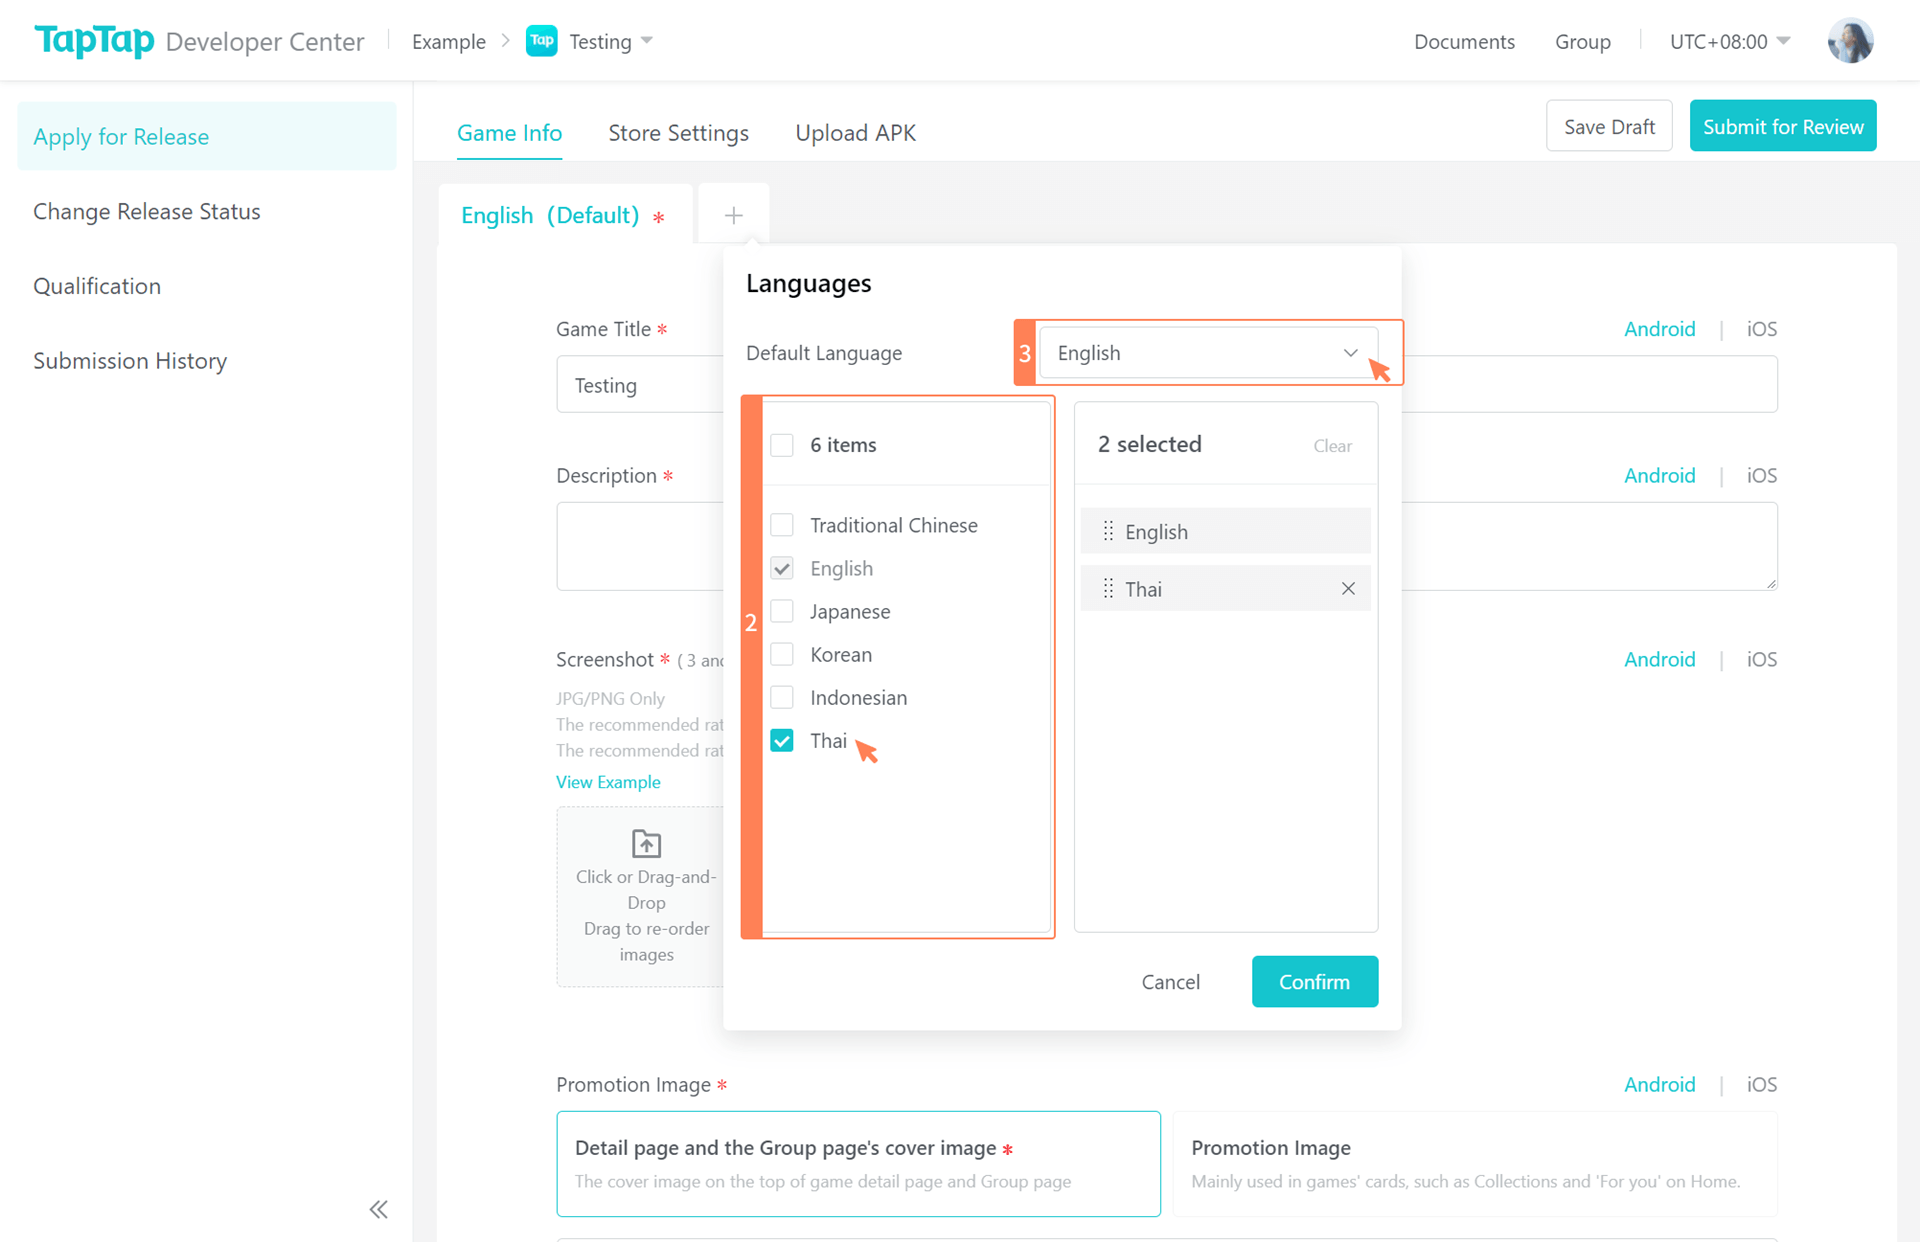 TapTap Developer Center
Example
Tap
Testing
Documents
Group
UTC+08:00
Apply for Release
Change Release Status
Qualification
Submission History
Game Info
Store Settings
Upload APK
Save Draft
Submit for Review
English (Default) *
+
Languages
Default Language
3
English
2
6 items
Traditional Chinese
English
Japanese
Korean
Indonesian
Thai
2 selected
Clear
English
Thai
Cancel
Confirm
Game Title *
Android | iOS
Testing
Description *
Android | iOS
Screenshot * ( 3 and
Android | iOS
JPG/PNG Only
The recommended
The recommended
View Example
Click or Drag-and-
Drop
Drag to re-order
images
Promotion Image *
Android | iOS
Detail page and the Group page's cover image *
The cover image on the top of game detail page and Group page
Promotion Image
Mainly used in games' cards, such as Collections and 'For you' on Home.